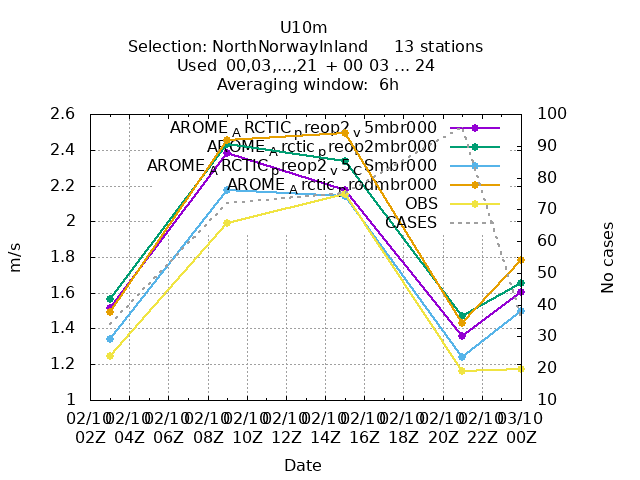 U10m
Selection: NorthNorwayInland 13 stations
Used 00,03,...,21 + 00 03 ... 24
Averaging window: 6h
AROME_ARCTIC_preop2_v5mbr000
AROME_Arctic_preop2mbr000
AROME_ARCTIC_preop2_v5_CSmbr000
AROME_Arctic_prodmbr000
OBS
CASES
m/s
2.6
2.4
2.2
2
1.8
1.6
1.4
1.2
1
No cases
100
90
80
70
60
50
40
30
20
10
02/10 02/10 02/10 02/10 02/10 02/10 02/10 02/10 02/10 02/10 02/10 03/10
02Z 04Z 06Z 08Z 10Z 12Z 14Z 16Z 18Z 20Z 22Z 00Z
Date